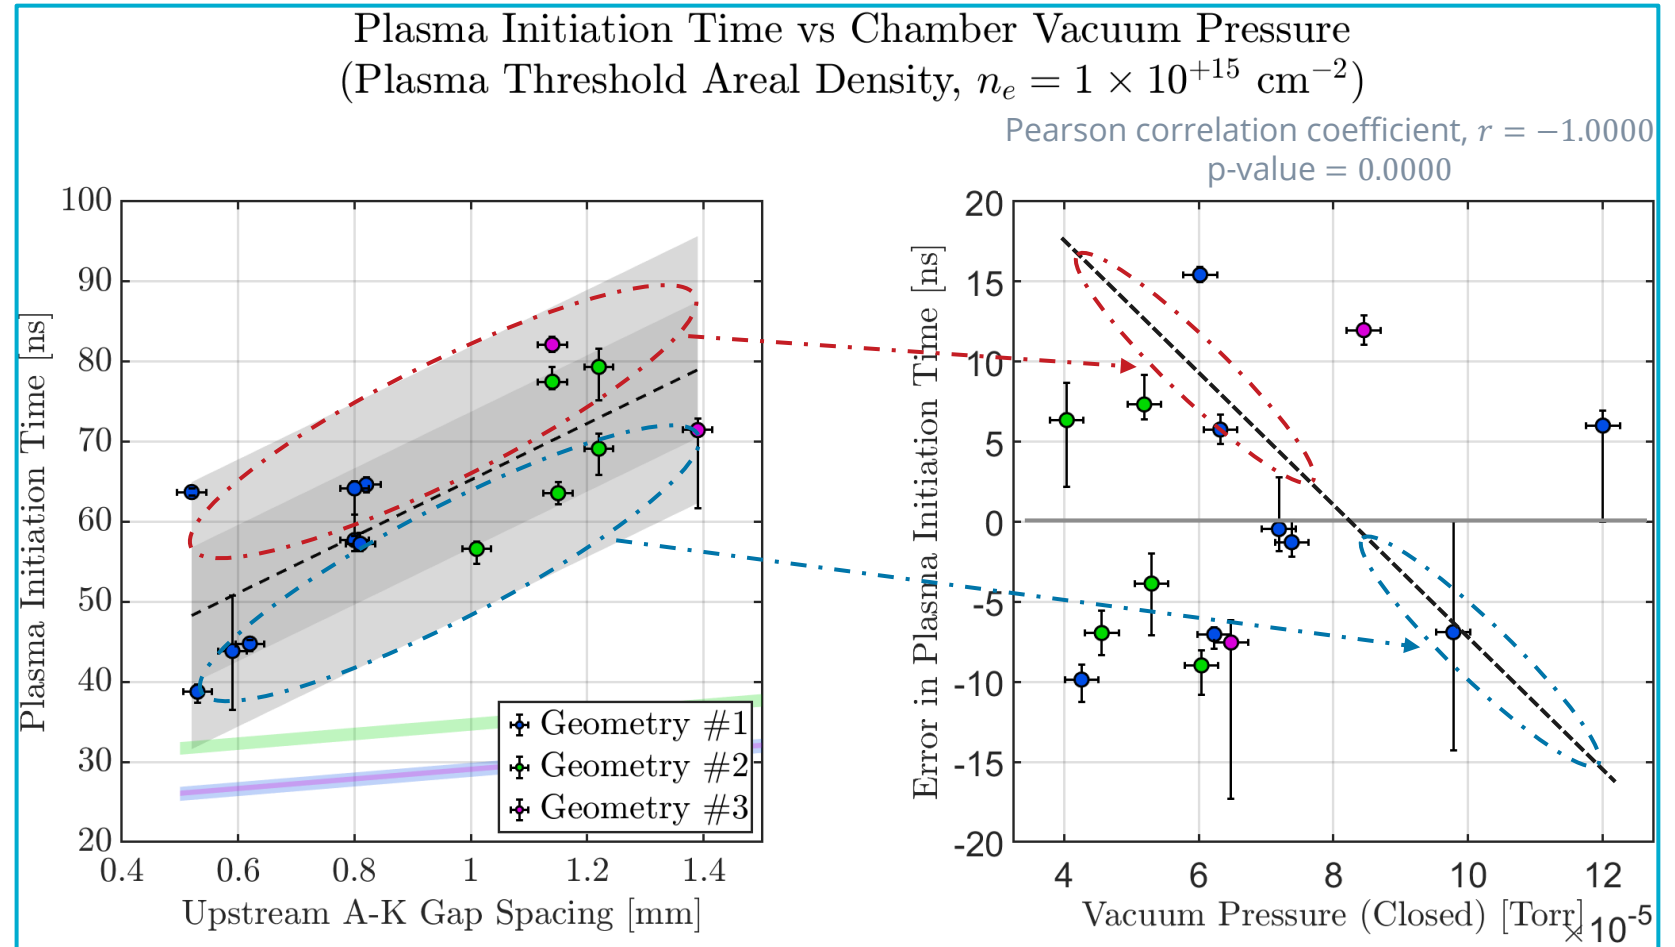 Plasma Initiation Time vs Chamber Vacuum Pressure
(Plasma Threshold Areal Density, nₑ = 1 × 10⁺¹⁵ cm⁻²)
Pearson correlation coefficient, r = −1.0000
p-value = 0.0000
Plasma Initiation Time [ns]
100
90
80
70
60
50
40
30
20
0.4 0.6 0.8 1 1.2 1.4
Upstream A-K Gap Spacing [mm]
Geometry #1
Geometry #2
Geometry #3
Error in Plasma Initiation Time [ns]
20
15
10
5
0
-5
-10
-15
-20
4 6 8 10 12
Vacuum Pressure (Closed) [Torr]
×10⁻⁵